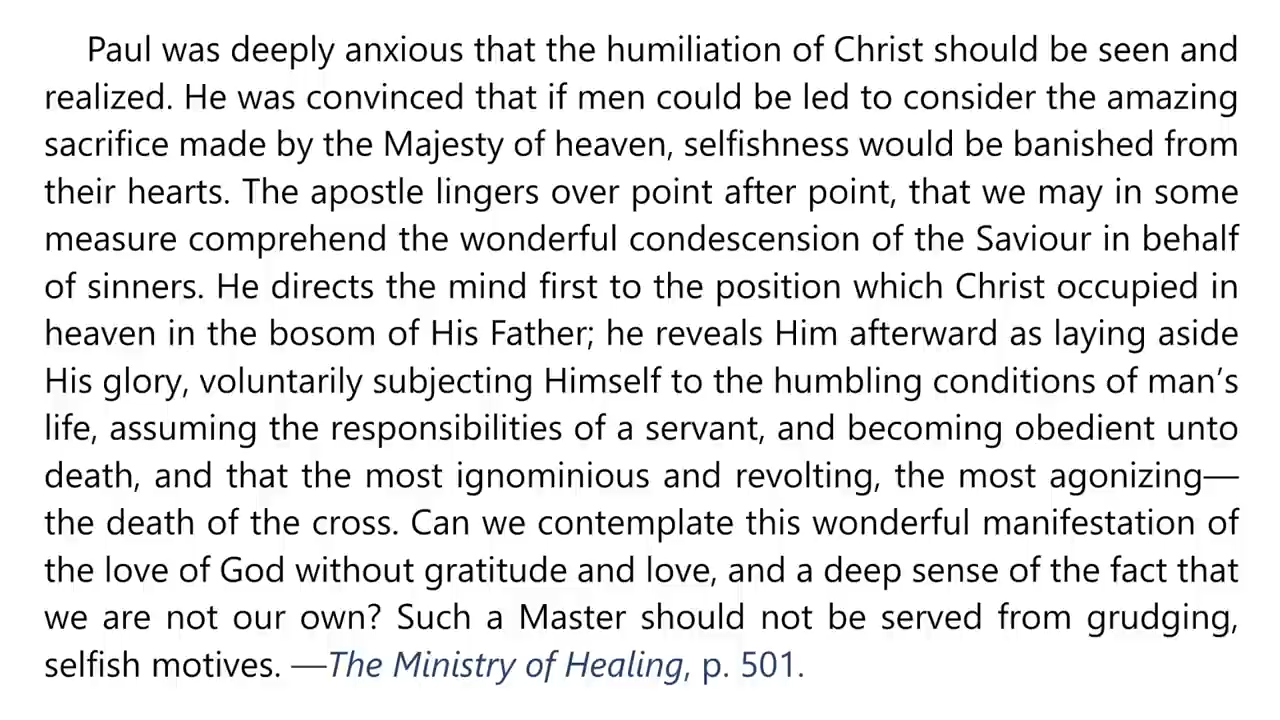 Paul was deeply anxious that the humiliation of Christ should be seen and
realized. He was convinced that if men could be led to consider the amazing
sacrifice made by the Majesty of heaven, selfishness would be banished from
their hearts. The apostle lingers over point after point, that we may in some
measure comprehend the wonderful condescension of the Saviour in behalf
of sinners. He directs the mind first to the position which Christ occupied in
heaven in the bosom of His Father; he reveals Him afterward as laying aside
His glory, voluntarily subjecting Himself to the humbling conditions of man’s
life, assuming the responsibilities of a servant, and becoming obedient unto
death, and that the most ignominious and revolting, the most agonizing—
the death of the cross. Can we contemplate this wonderful manifestation of
the love of God without gratitude and love, and a deep sense of the fact that
we are not our own? Such a Master should not be served from grudging,
selfish motives. —The Ministry of Healing, p. 501.